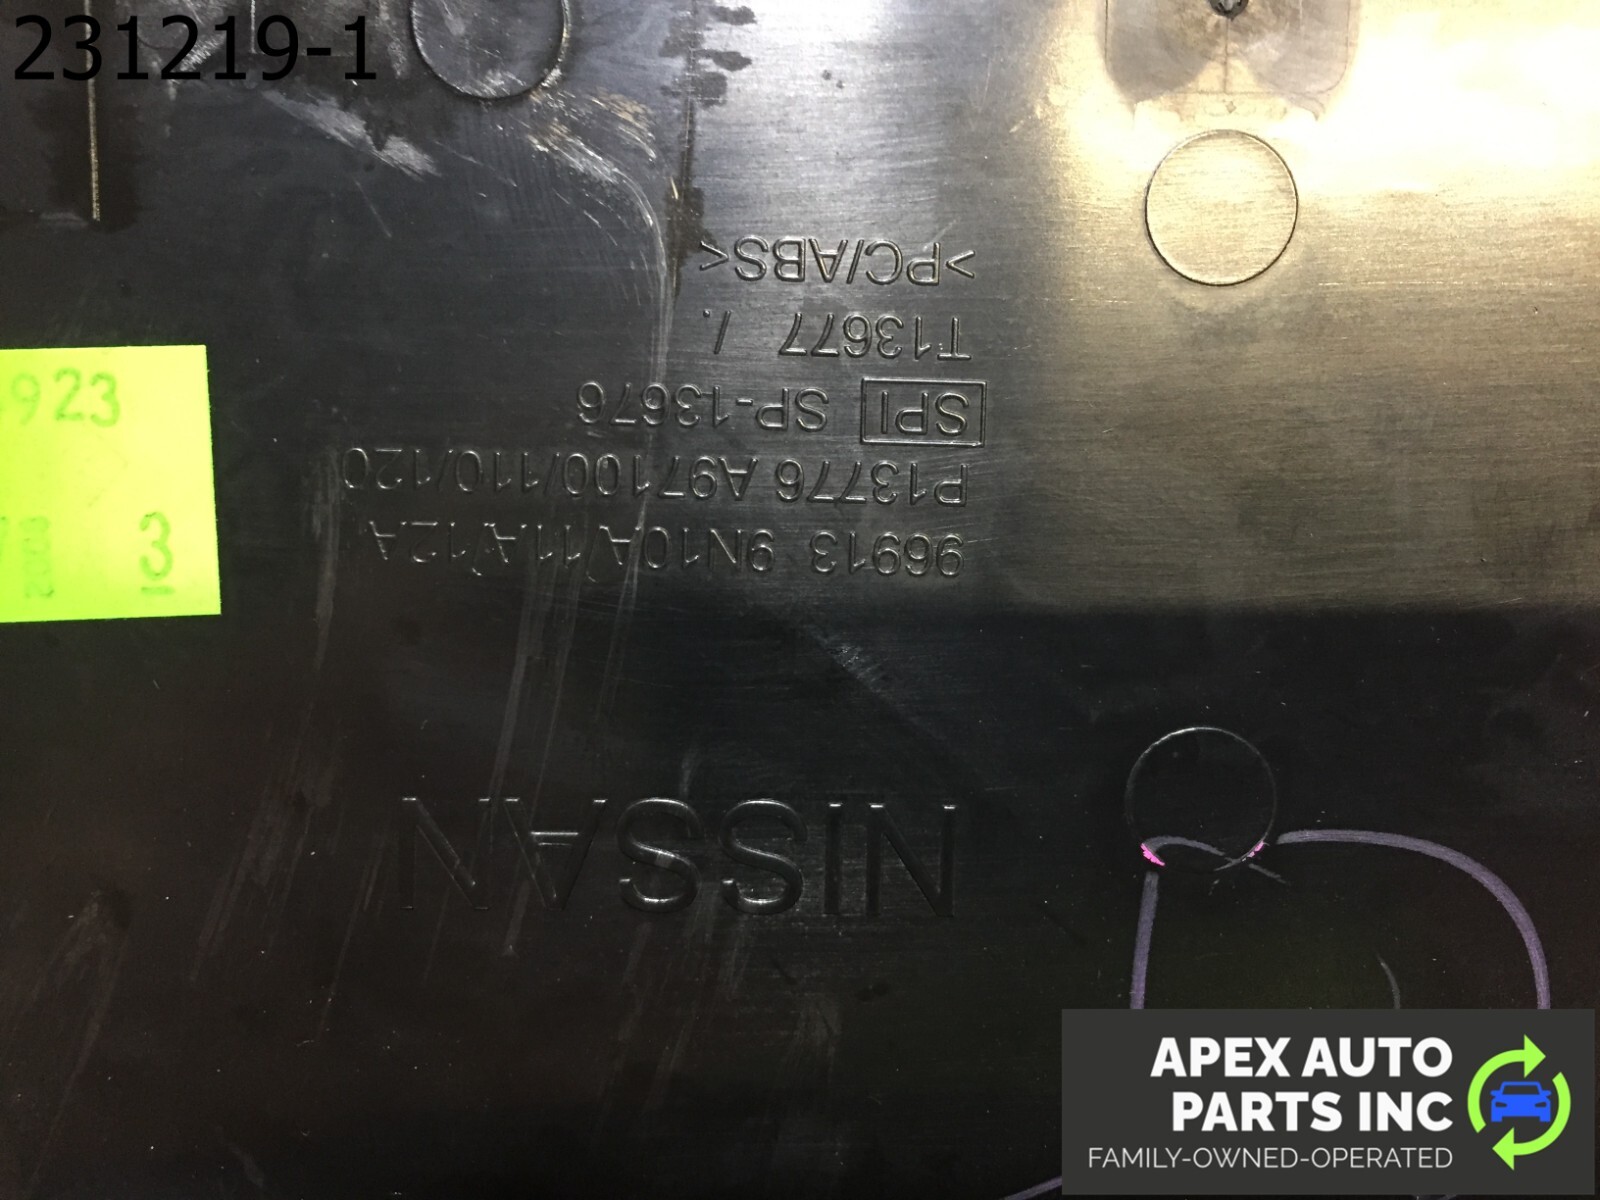 231219-1
>PC/ABS<
T13677 /.
SPI SP-13676
P13776 A97100/110/120
96913 9N10A/11A/12A
NISSAN
923
3
APEX AUTO
PARTS INC
FAMILY-OWNED-OPERATED